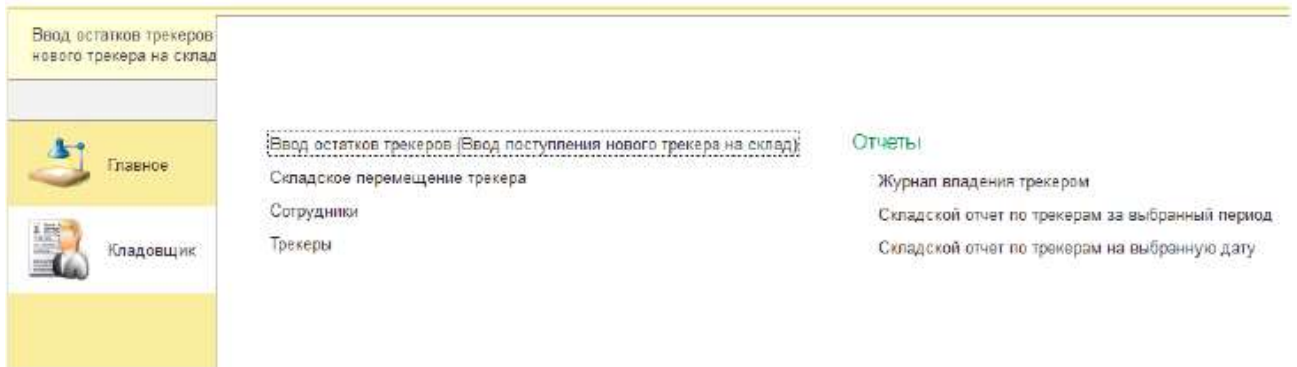 Ввод остатков трекеров
нового трекера на склад
Главное
Кладовщик
Ввод остатков трекеров (Ввод поступления нового трекера на склад)
Складское перемещение трекера
Сотрудники
Трекеры
Отчеты
Журнал владения трекером
Складской отчет по трекерам за выбранный период
Складской отчет по трекерам на выбранную дату